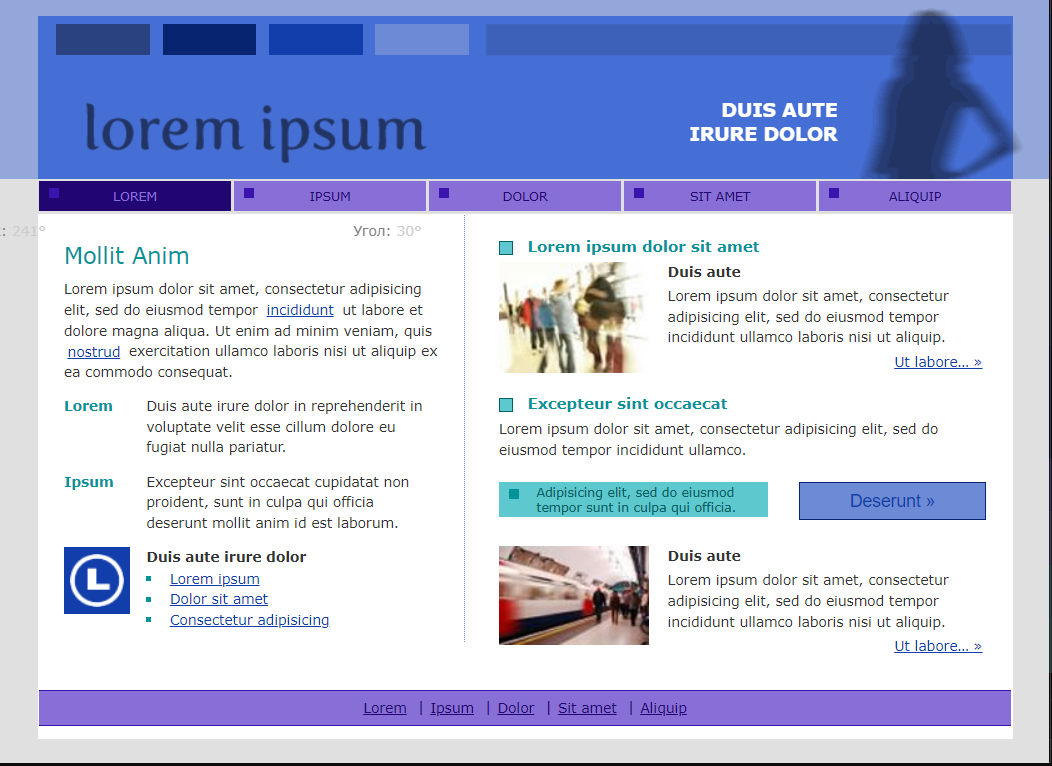 lorem ipsum
DUIS AUTE
IRURE DOLOR
LOREM
IPSUM
DOLOR
SIT AMET
ALIQUIP
: 241°
Угол: 30°
Mollit Anim
Lorem ipsum dolor sit amet, consectetur adipisicing
elit, sed do eiusmod tempor incididunt ut labore et
dolore magna aliqua. Ut enim ad minim veniam, quis
nostrud exercitation ullamco laboris nisi ut aliquip ex
ea commodo consequat.
Lorem
Duis aute irure dolor in reprehenderit in
voluptate velit esse cillum dolore eu
fugiat nulla pariatur.
Ipsum
Excepteur sint occaecat cupidatat non
proident, sunt in culpa qui officia
deserunt mollit anim id est laborum.
L
Duis aute irure dolor
Lorem ipsum
Dolor sit amet
Consectetur adipisicing
Lorem ipsum dolor sit amet
Duis aute
Lorem ipsum dolor sit amet, consectetur
adipisicing elit, sed do eiusmod tempor
incididunt ullamco laboris nisi ut aliquip.
Ut labore... »
Excepteur sint occaecat
Lorem ipsum dolor sit amet, consectetur adipisicing elit, sed do
eiusmod tempor incididunt ullamco.
Adipisicing elit, sed do eiusmod
tempor sunt in culpa qui officia.
Deserunt »
Duis aute
Lorem ipsum dolor sit amet, consectetur
adipisicing elit, sed do eiusmod tempor
incididunt ullamco laboris nisi ut aliquip.
Ut labore... »
Lorem | Ipsum | Dolor | Sit amet | Aliquip